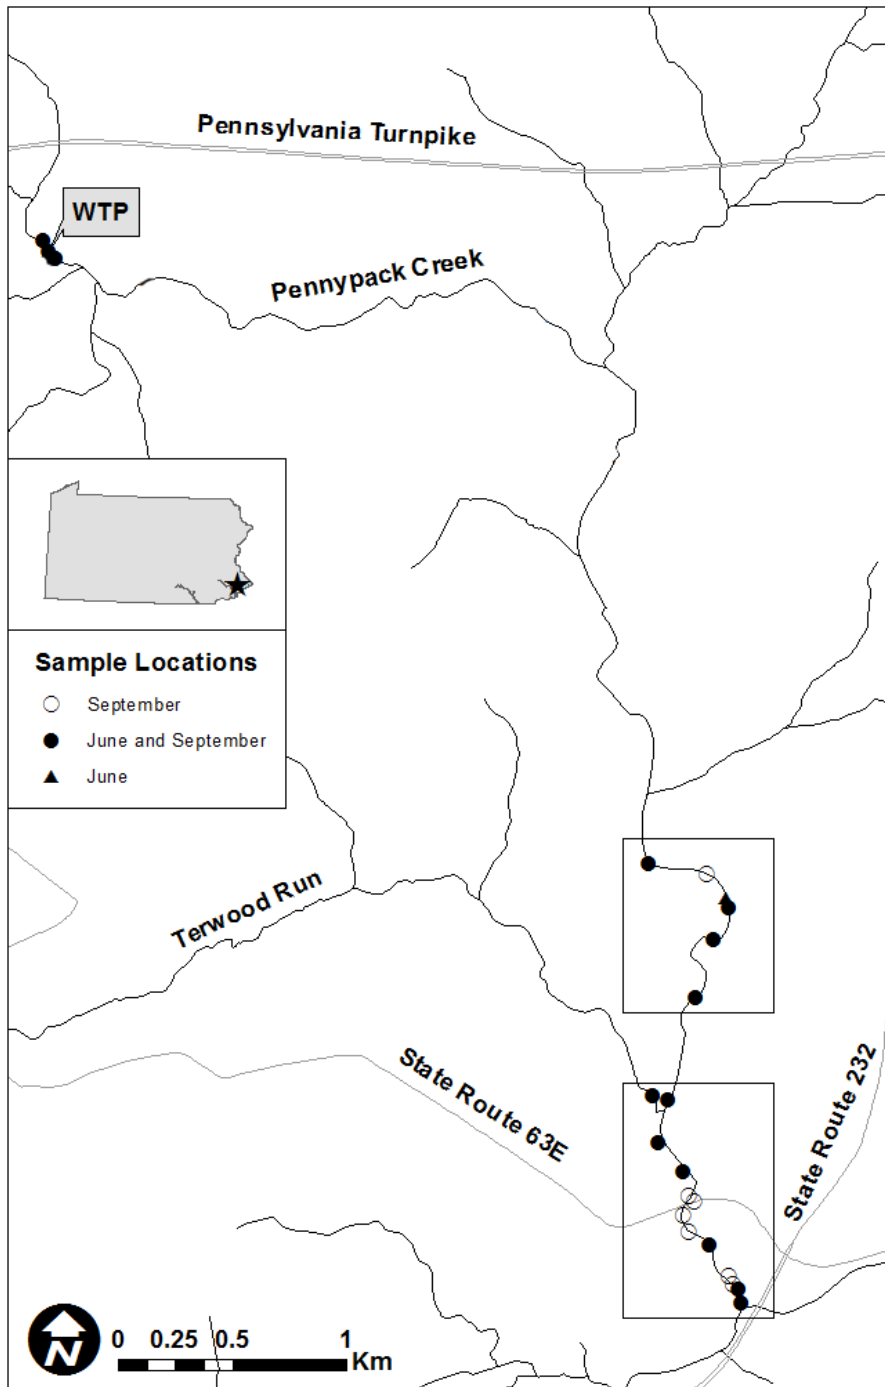 Pennsylvania Turnpike
WTP
Pennypack Creek
Sample Locations
September
June and September
June
Terwood Run
State Route 63E
State Route 232
N
0 0.25 0.5 1
Km